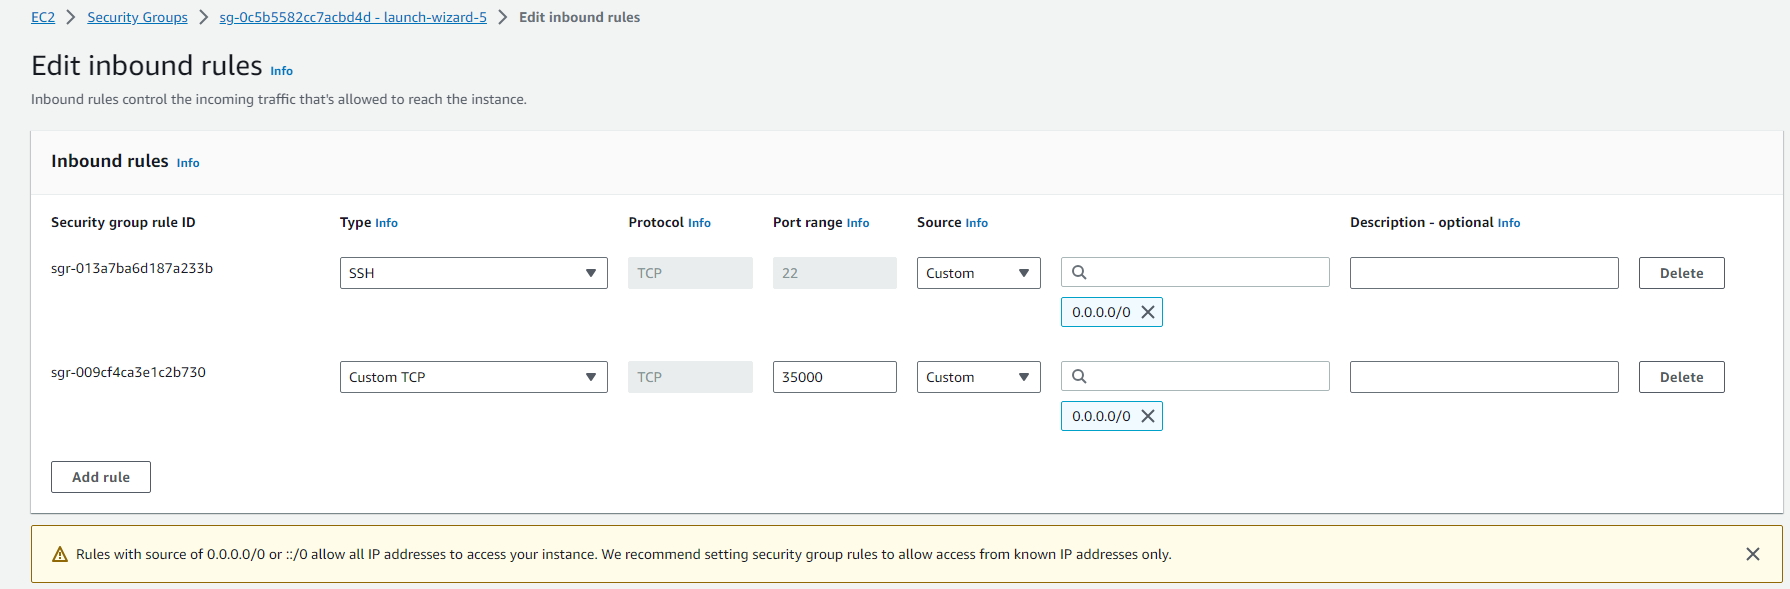 EC2 > Security Groups > sg-0c5b5582cc7acbd4d - launch-wizard-5 > Edit inbound rules
Edit inbound rules Info
Inbound rules control the incoming traffic that's allowed to reach the instance.
Inbound rules Info
Security group rule ID Type Info Protocol Info Port range Info Source Info Description - optional Info
sgr-013a7ba6d187a233b SSH TCP 22 Custom Delete
0.0.0.0/0
sgr-009cf4ca3e1c2b730 Custom TCP TCP 35000 Custom Delete
0.0.0.0/0
Add rule
Rules with source of 0.0.0.0/0 or ::/0 allow all IP addresses to access your instance. We recommend setting security group rules to allow access from known IP addresses only.